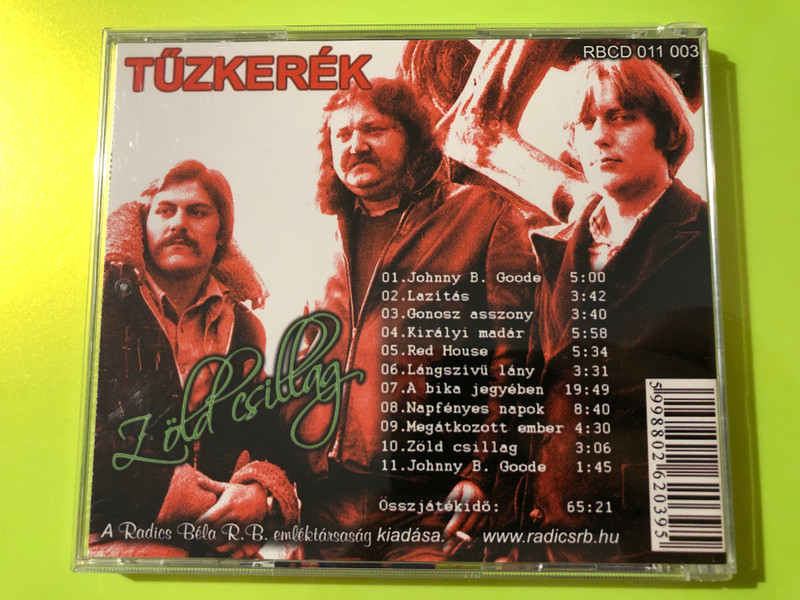 RBCD 011 003
TŰZKERÉK
01.Johnny B. Goode 5:00
02.Lazítás 3:42
03.Gonosz asszony 3:40
04.Királyi madár 5:58
05.Red House 5:34
06.Lángszívű lány 3:31
07.A bika jegyében 19:49
08.Napfényes napok 8:40
09.Megátkozott ember 4:30
10.Zöld csillag 3:06
11.Johnny B. Goode 1:45
Zöld csillag
Összjátékidő: 65:21
A Radics Béla R.B. emléktársaság kiadása. www.radicsrb.hu
5998802620395